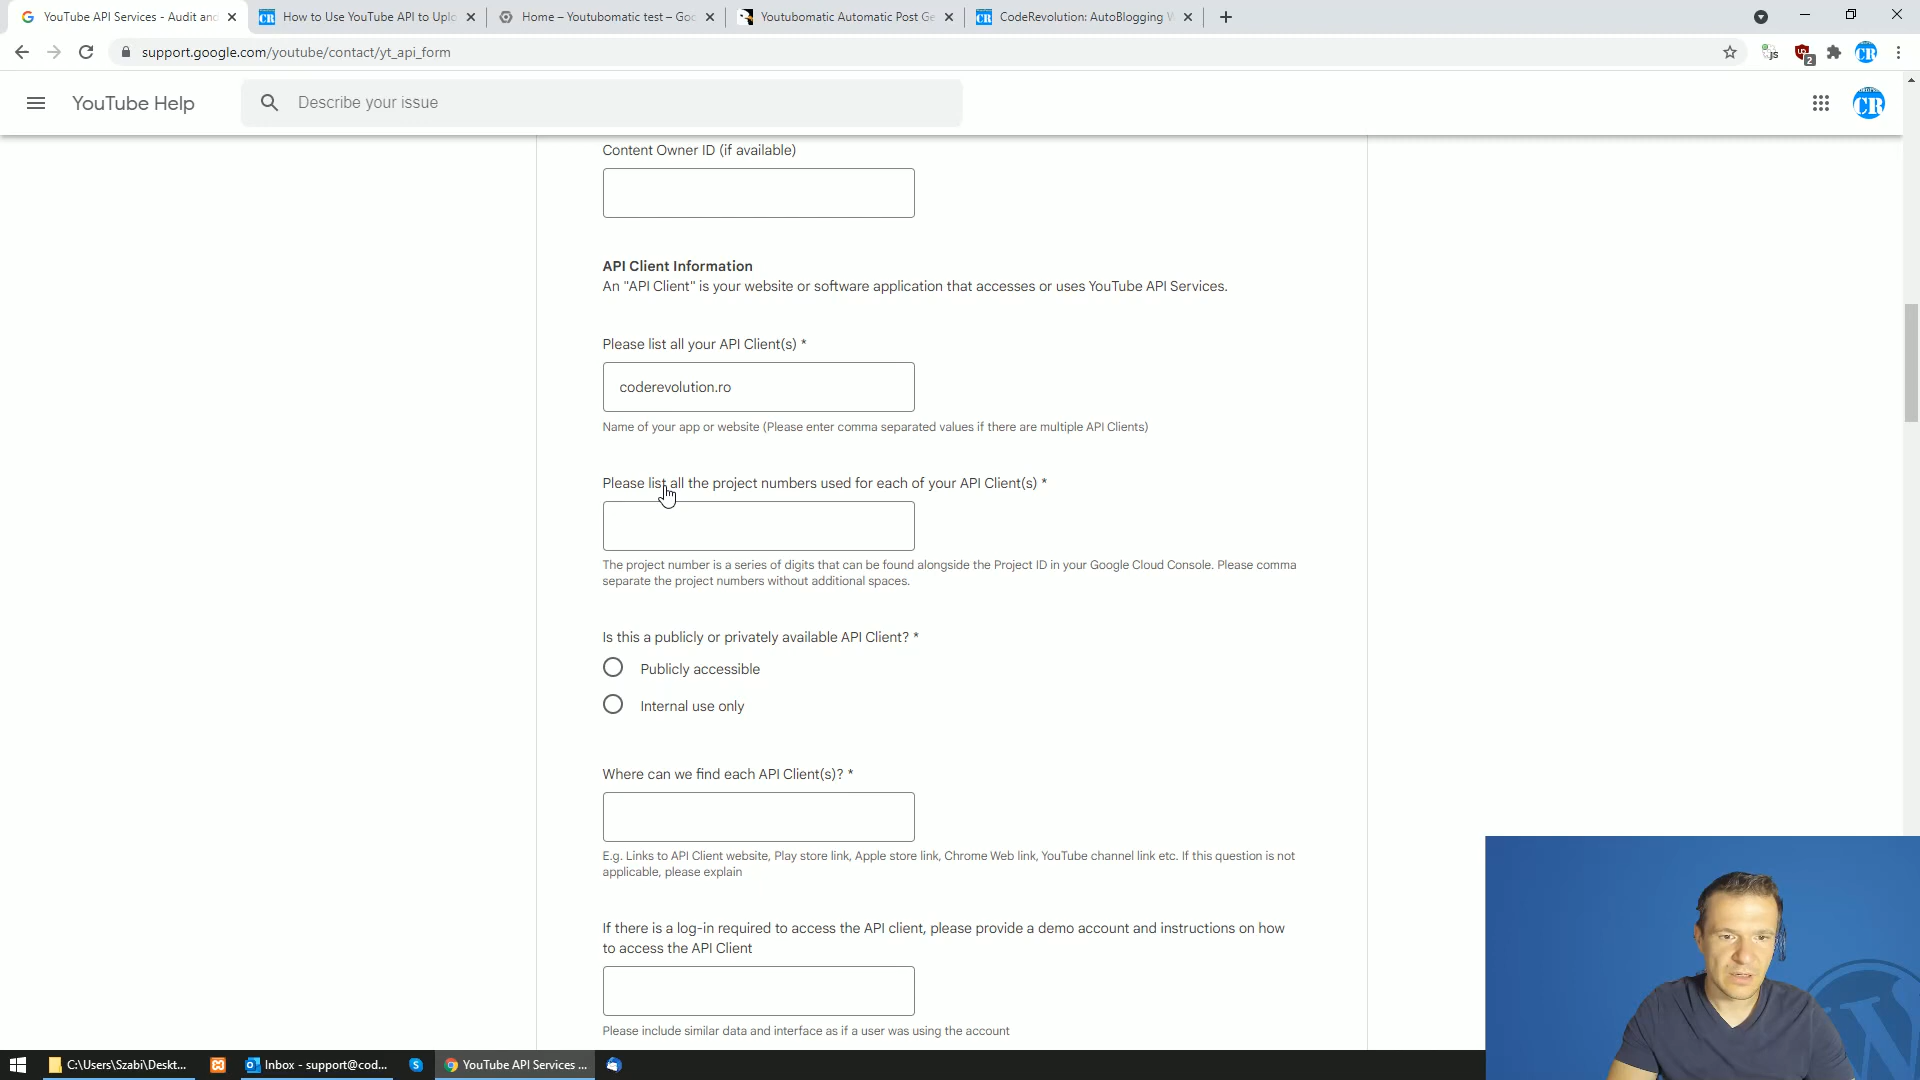 YouTube API Services - Audit and
How to Use YouTube API to Uplo
Home – Youtubomatic test – Goo
Youtubomatic Automatic Post Ge
CodeRevolution: AutoBlogging W
support.google.com/youtube/contact/yt_api_form
JS
2
CR
YouTube Help
Describe your issue
CR
Content Owner ID (if available)
API Client Information
An "API Client" is your website or software application that accesses or uses YouTube API Services.
Please list all your API Client(s) *
coderevolution.ro
Name of your app or website (Please enter comma separated values if there are multiple API Clients)
Please list all the project numbers used for each of your API Client(s) *
The project number is a series of digits that can be found alongside the Project ID in your Google Cloud Console. Please comma
separate the project numbers without additional spaces.
Is this a publicly or privately available API Client? *
Publicly accessible
Internal use only
Where can we find each API Client(s)? *
E.g. Links to API Client website, Play store link, Apple store link, Chrome Web link, YouTube channel link etc. If this question is not
applicable, please explain
If there is a log-in required to access the API client, please provide a demo account and instructions on how
to access the API Client
Please include similar data and interface as if a user was using the account
C:\Users\Szabi\Deskt...
Inbox - support@cod...
YouTube API Services ...